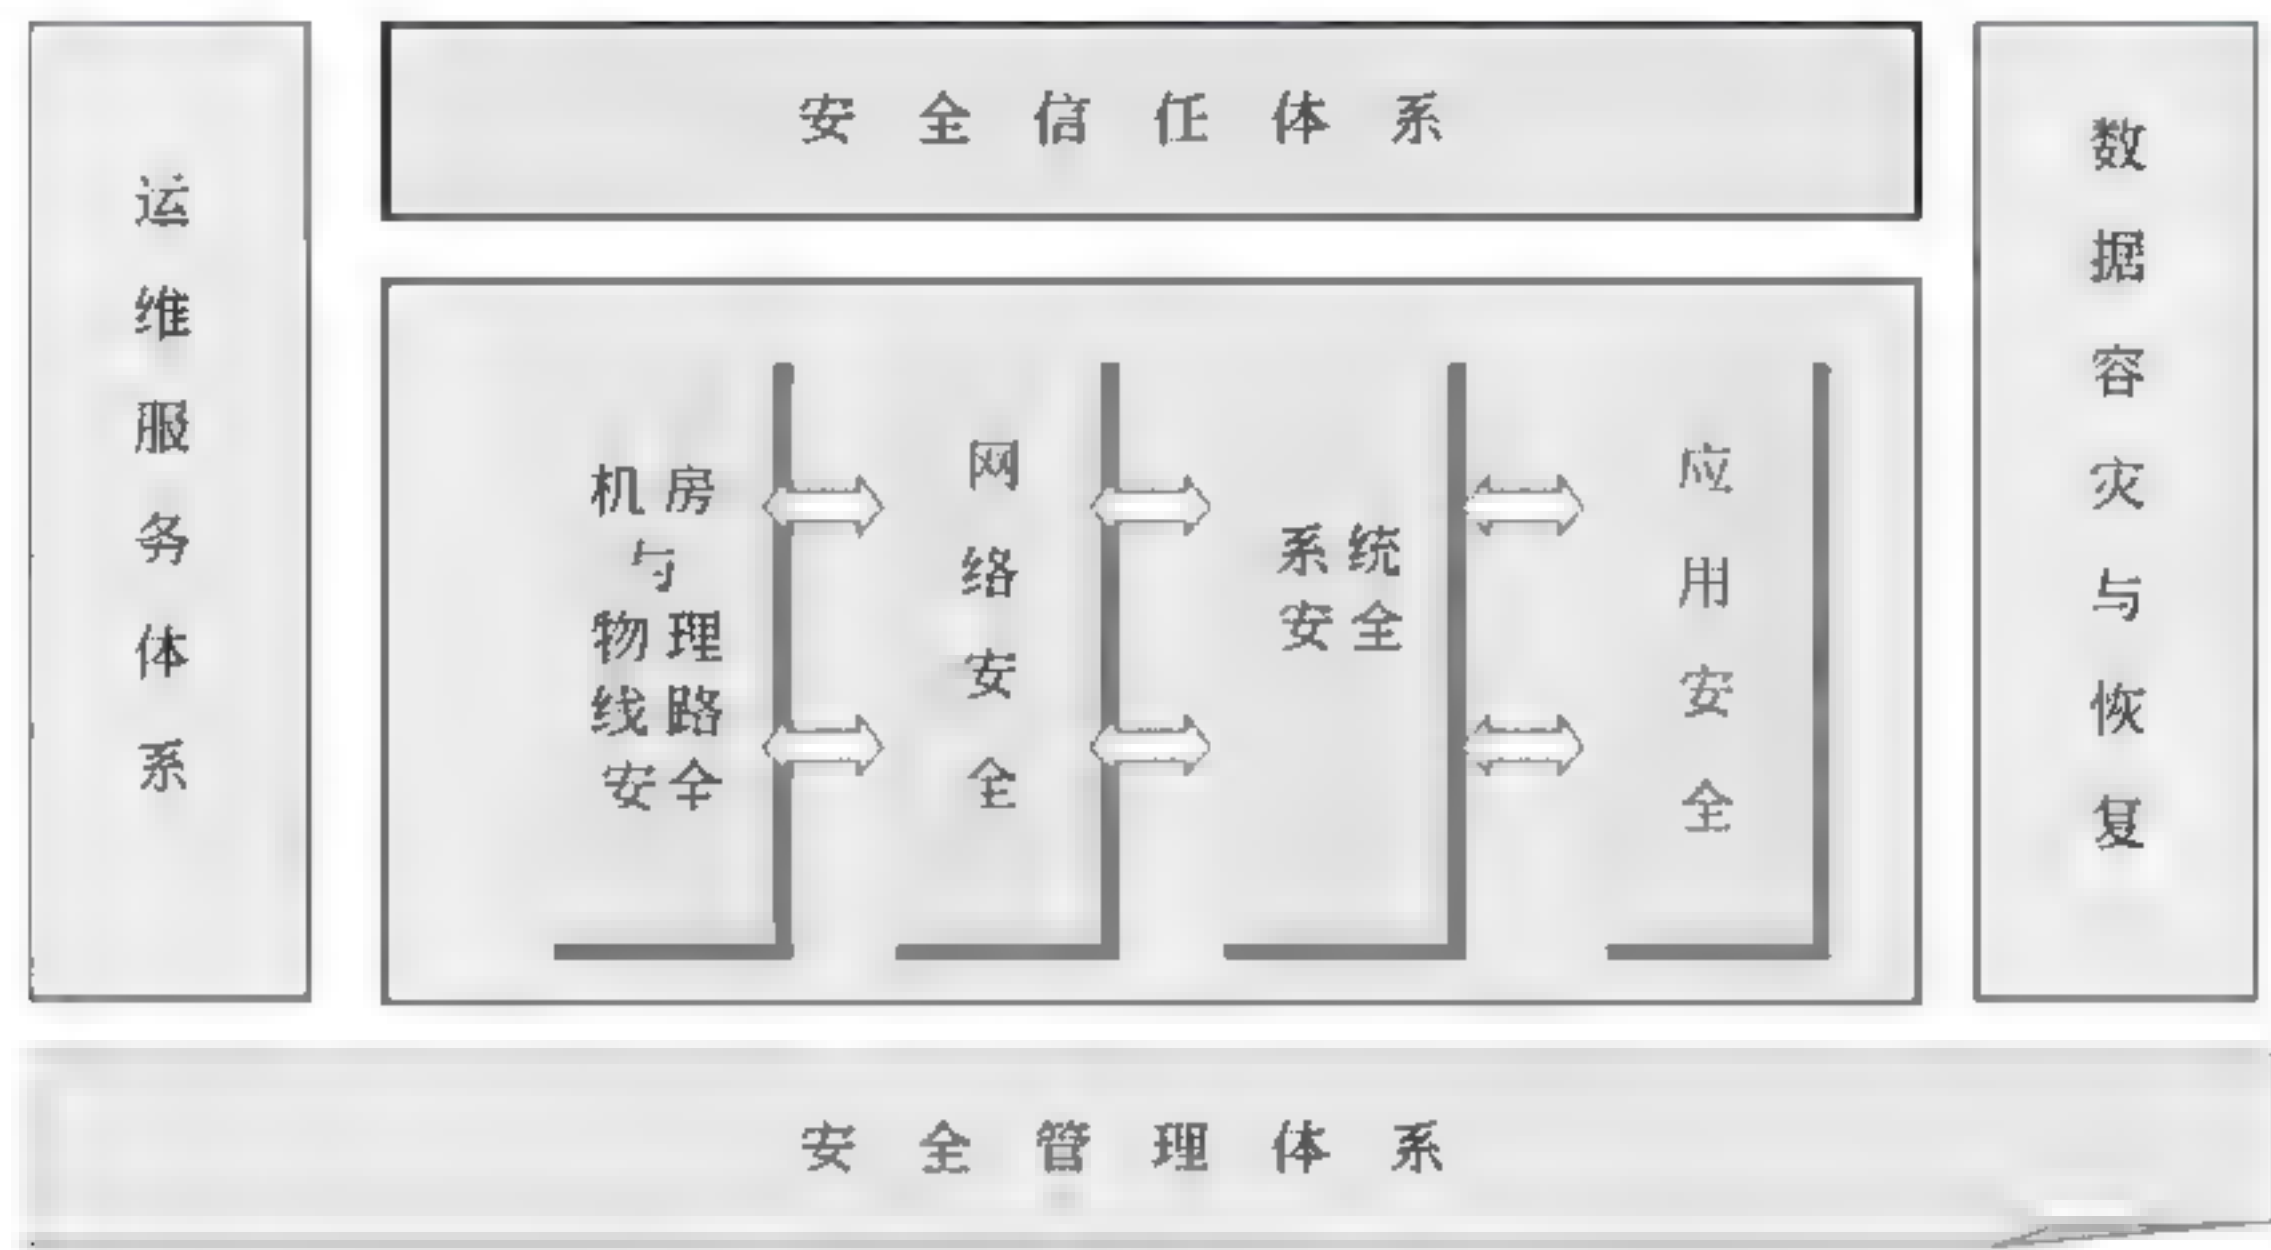 安全信任体系
运维服务体系
机房
与
物理
线路
安全
网络安全
系统
安全
应用安全
数据容灾与恢复
安全管理体系